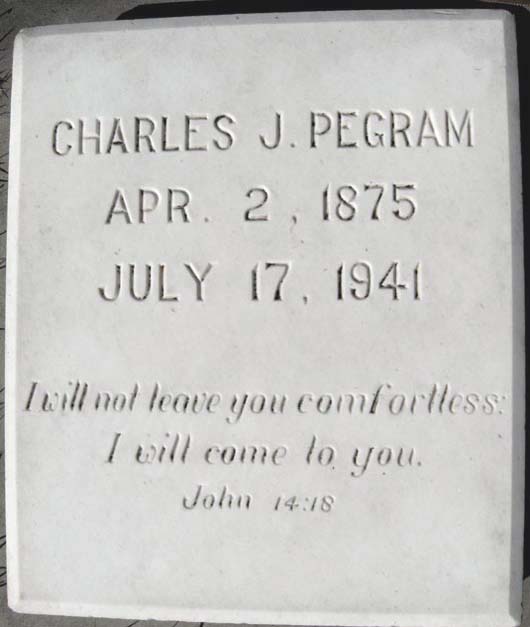 CHARLES J. PEGRAM
APR. 2, 1875
JULY 17, 1941
I will not leave you comfortless:
I will come to you.
John 14:18